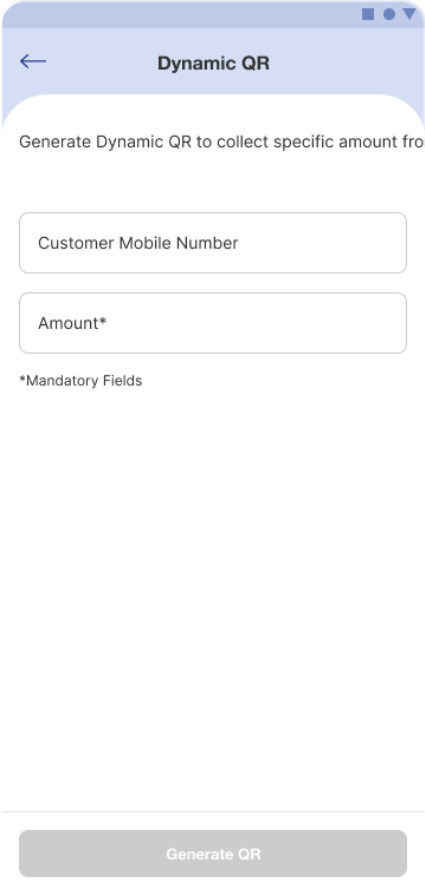 Dynamic QR
Generate Dynamic QR to collect specific amount fro
Customer Mobile Number
Amount*
*Mandatory Fields
Generate QR